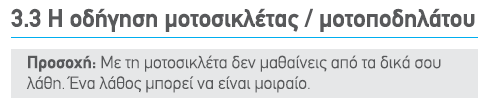 3.3 Η οδήγηση μοτοσικλέτας / μοτοποδηλάτου
Προσοχή: Με τη μοτοσικλέτα δεν μαθαίνεις από τα δικά σου
λάθη. Ένα λάθος μπορεί να είναι μοιραίο.